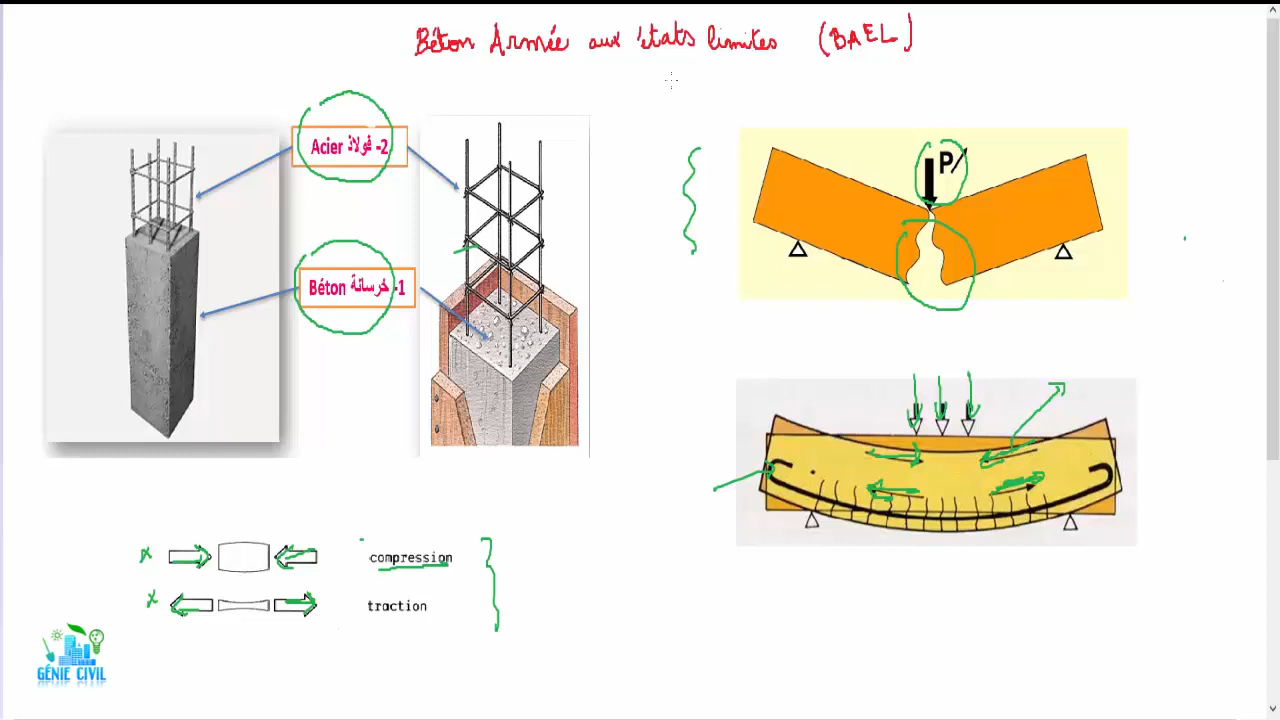 Béton Armée aux états limites (BAEL)
Acier فولاذ -2
Béton خرسانة -1
P/
compression
traction
GÉNIE CIVIL